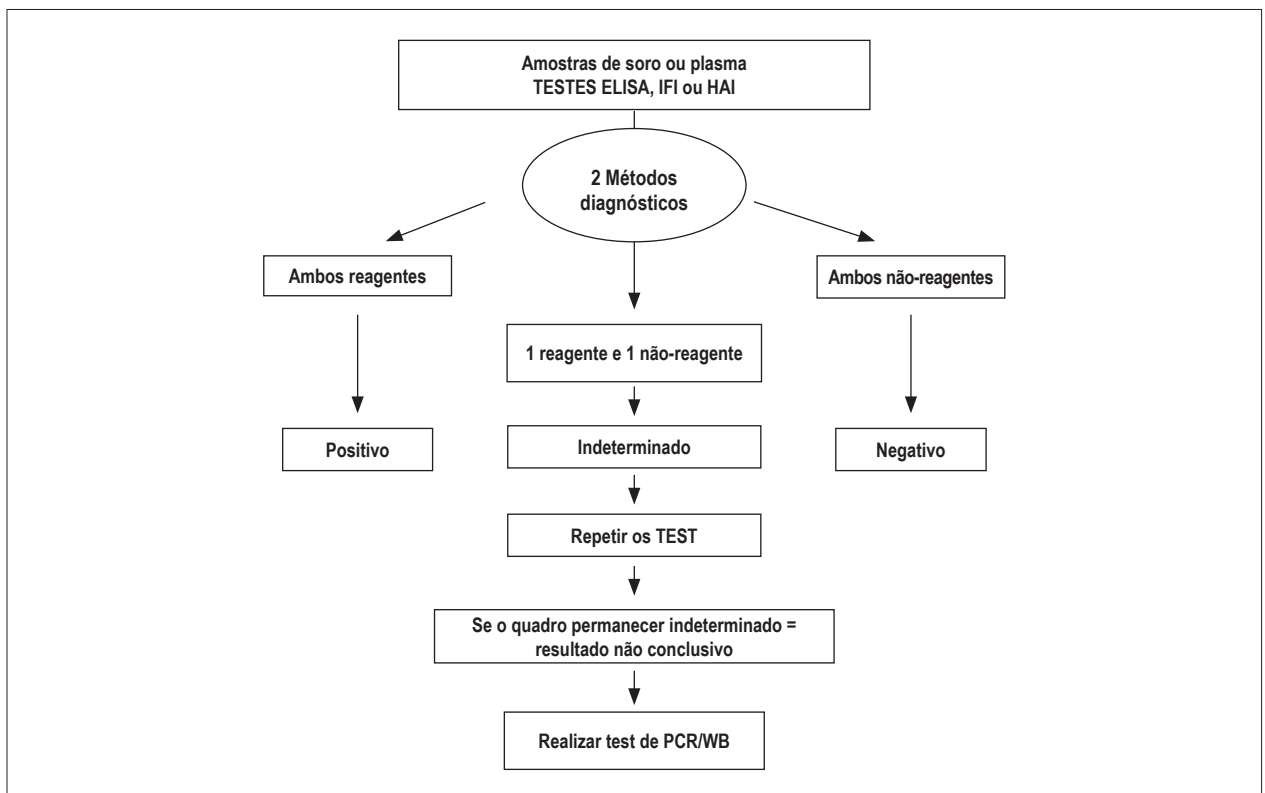 Amostras de soro ou plasma
TESTES ELISA, IFI ou HAI
2 Métodos
diagnósticos
Ambos reagentes
Ambos não-reagentes
1 reagente e 1 não-reagente
Positivo
Indeterminado
Negativo
Repetir os TEST
Se o quadro permanecer indeterminado =
resultado não conclusivo
Realizar test de PCR/WB